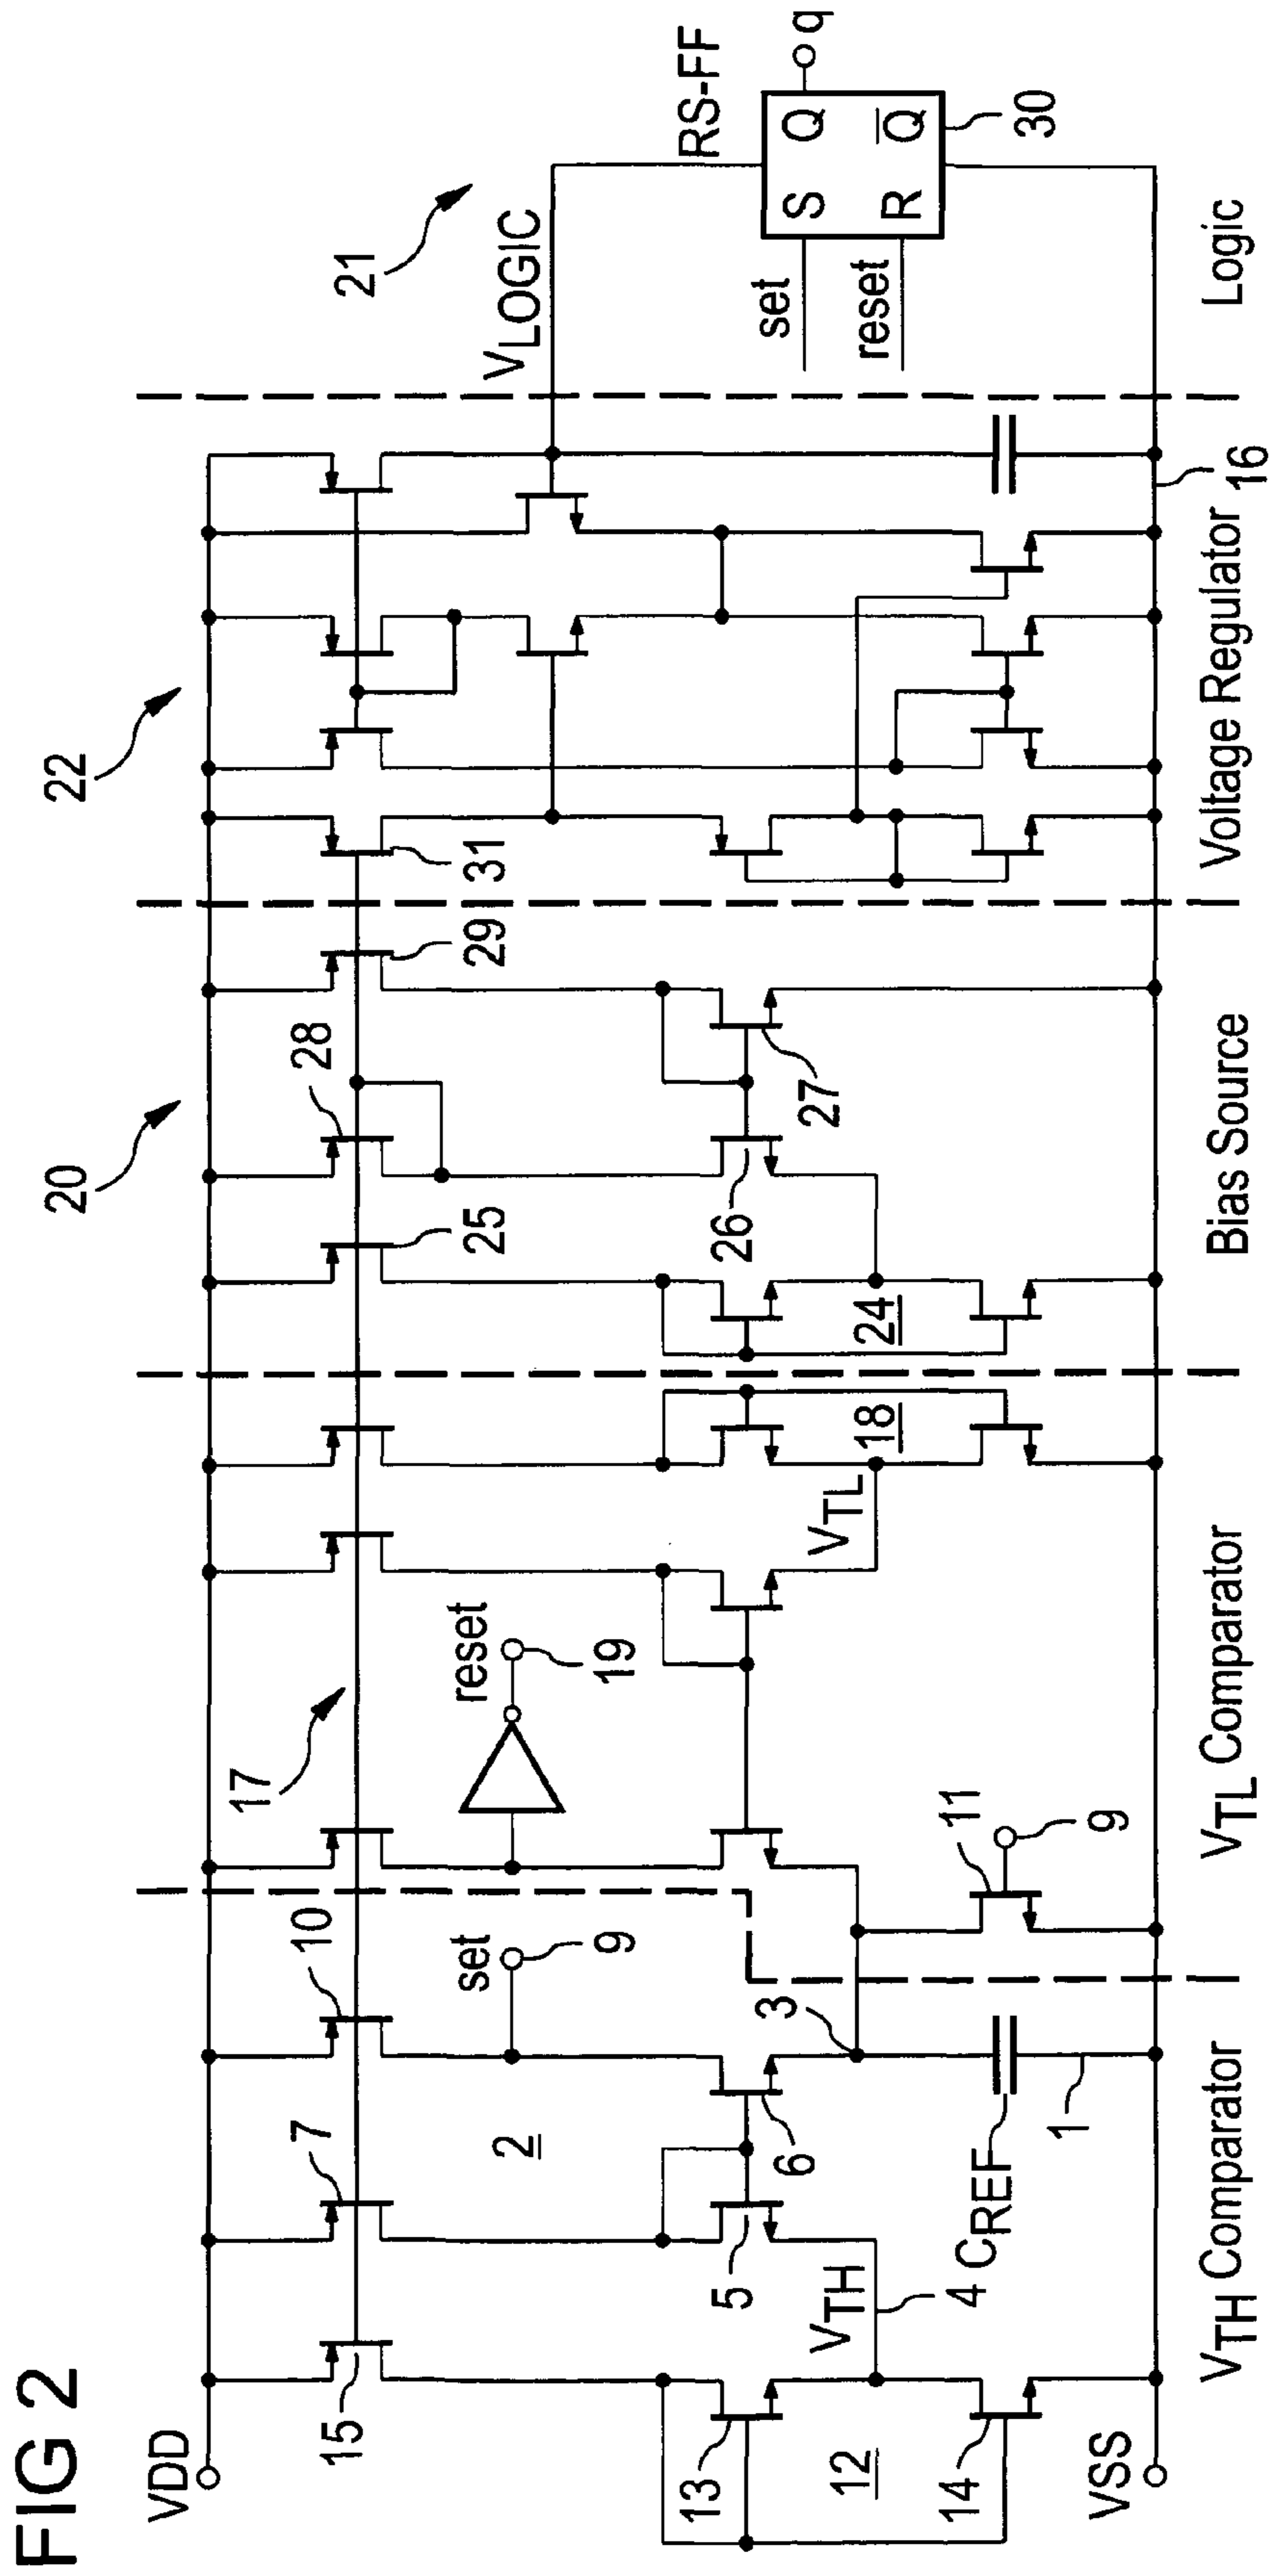 FIG 2
VDD
VSS
15
7
10
17
20
22
21
2
set
9
reset
19
25
28
29
31
VLOGIC
RS-FF
S
Q
R
Q
q
30
set
reset
13
12
14
5
6
VTH
4
CREF
3
1
11
9
VTL
18
24
26
27
16
VTH Comparator
VTL Comparator
Bias Source
Voltage Regulator
Logic